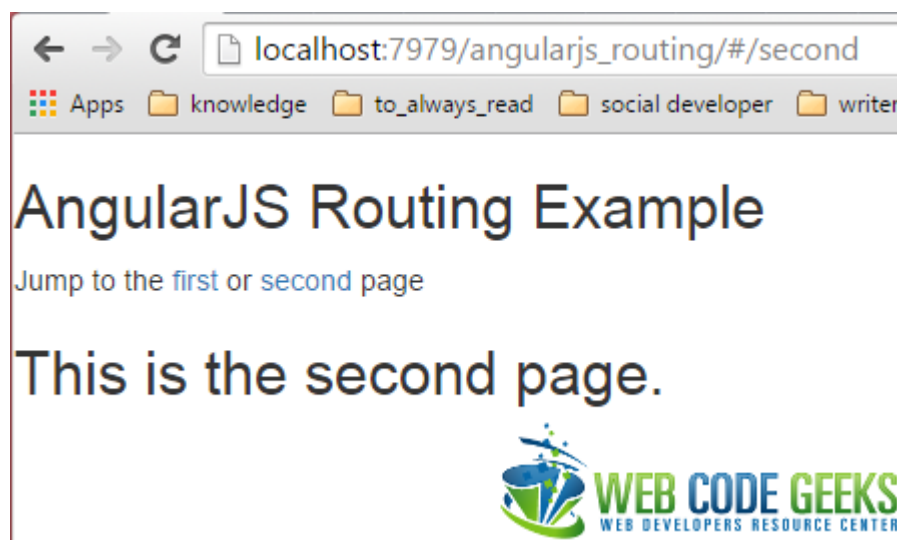 localhost:7979/angularjs_routing/#/second
Apps knowledge to_always_read social developer writer
AngularJS Routing Example
Jump to the first or second page
This is the second page.
WEB CODE GEEKS
WEB DEVELOPERS RESOURCE CENTER